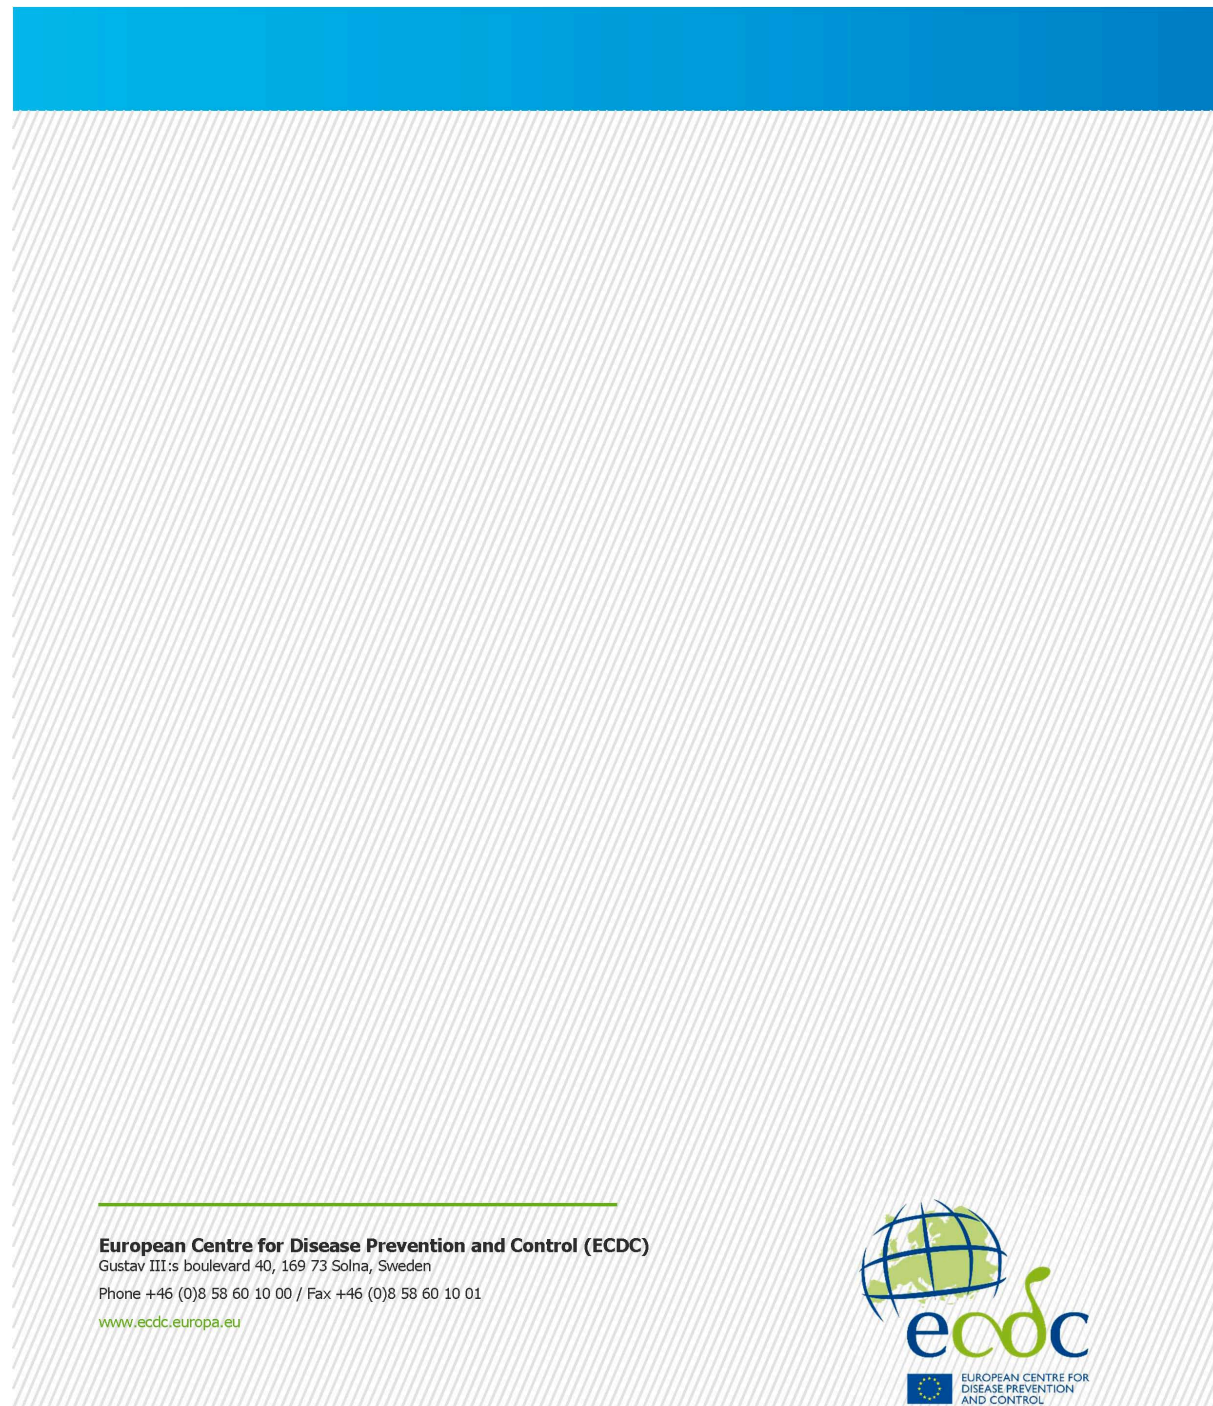 European Centre for Disease Prevention and Control (ECDC)
Gustav III:s boulevard 40, 169 73 Solna, Sweden
Phone +46 (0)8 58 60 10 00 / Fax +46 (0)8 58 60 10 01
www.ecdc.europa.eu
ecdc
EUROPEAN CENTRE FOR
DISEASE PREVENTION
AND CONTROL